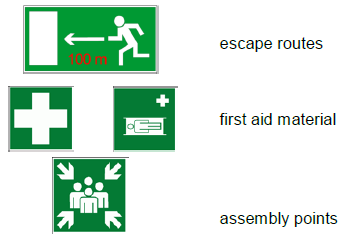 escape routes
100 m
first aid material
assembly points